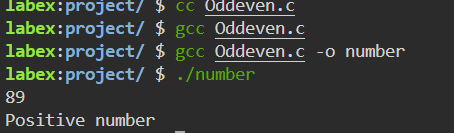 labex:project/ $ cc Oddeven.c
labex:project/ $ gcc Oddeven.c
labex:project/ $ gcc Oddeven.c -o number
labex:project/ $ ./number
89
Positive number